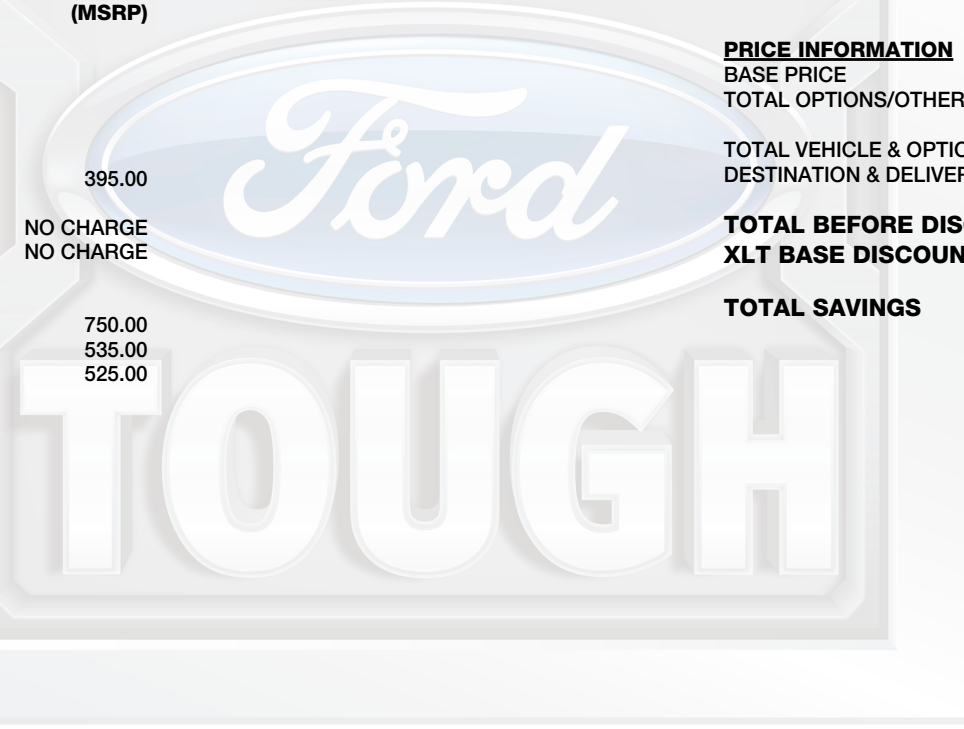 (MSRP)
395.00
NO CHARGE
NO CHARGE
750.00
535.00
525.00
PRICE INFORMATION
BASE PRICE
TOTAL OPTIONS/OTHER
TOTAL VEHICLE & OPTIO
DESTINATION & DELIVER
TOTAL BEFORE DIS
XLT BASE DISCOUN
TOTAL SAVINGS
Ford
TOUGH